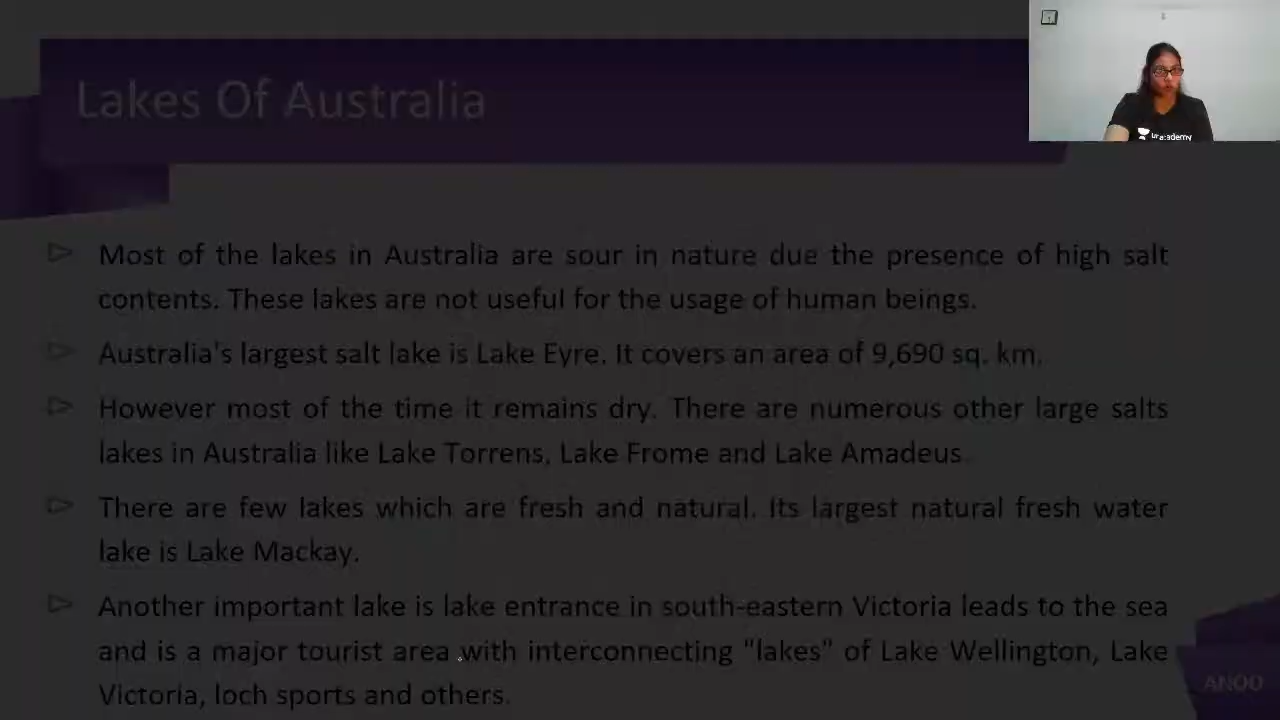 Lakes Of Australia
Most of the lakes in Australia are sour in nature due the presence of high salt
contents. These lakes are not useful for the usage of human beings.
Australia's largest salt lake is Lake Eyre. It covers an area of 9,690 sq. km.
However most of the time it remains dry. There are numerous other large salts
lakes in Australia like Lake Torrens, Lake Frome and Lake Amadeus.
There are few lakes which are fresh and natural. Its largest natural fresh water
lake is Lake Mackay.
Another important lake is lake entrance in south-eastern Victoria leads to the sea
and is a major tourist area with interconnecting "lakes" of Lake Wellington, Lake
Victoria, loch sports and others.